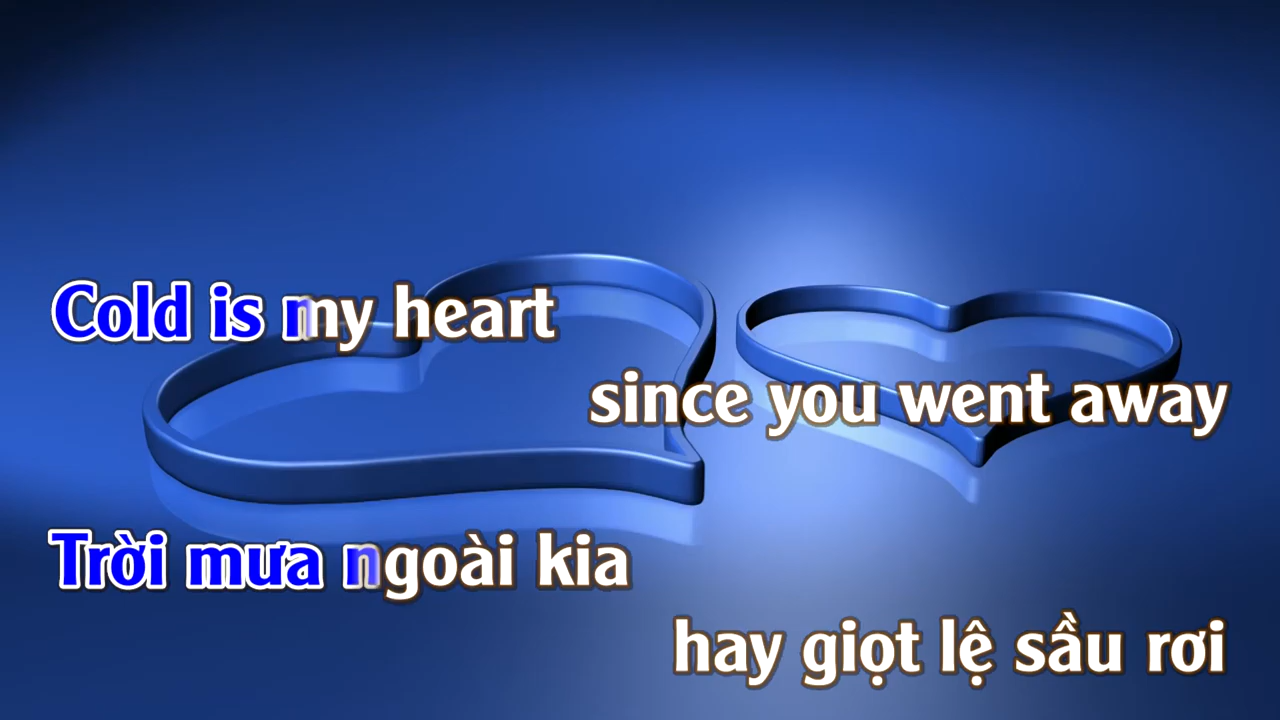 Cold is my heart
since you went away
Trời mưa ngoài kia
hay giọt lệ sầu rơi